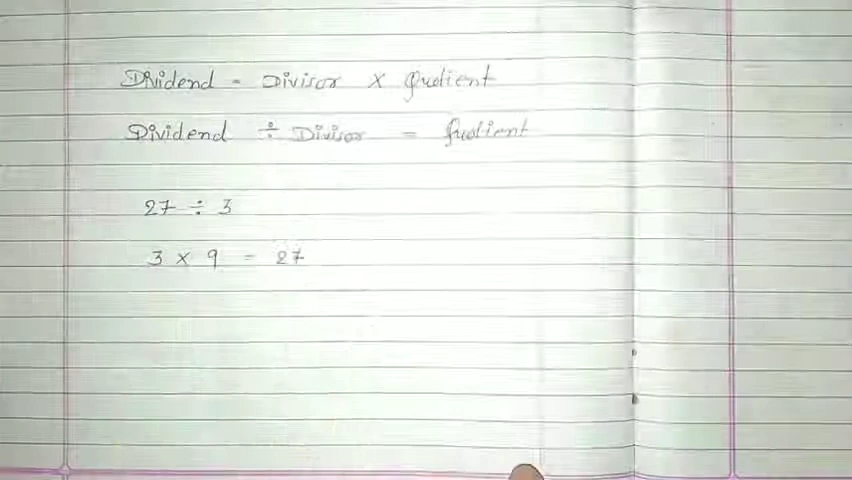 Dividend = Divisor × Quotient
Dividend ÷ Divisor = Quotient
27 ÷ 3
3 × 9 = 27